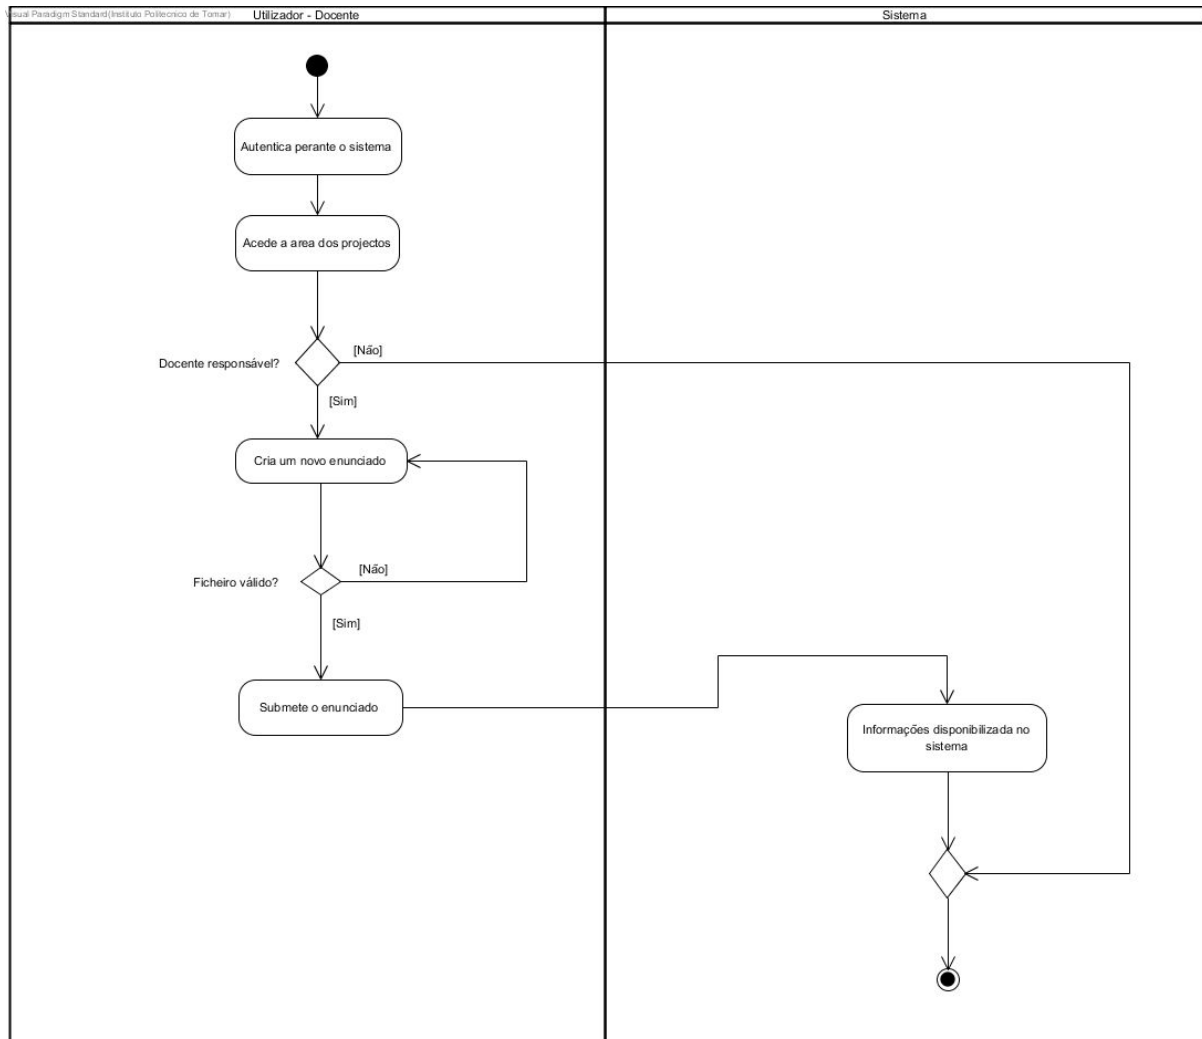 Visual Paradigm Standard(Instituto Politecnico de Tomar)
Utilizador - Docente
Sistema
Autentica perante o sistema
Acede a area dos projectos
Docente responsável?
[Não]
[Sim]
Cria um novo enunciado
Ficheiro válido?
[Não]
[Sim]
Submete o enunciado
Informações disponibilizada no
sistema